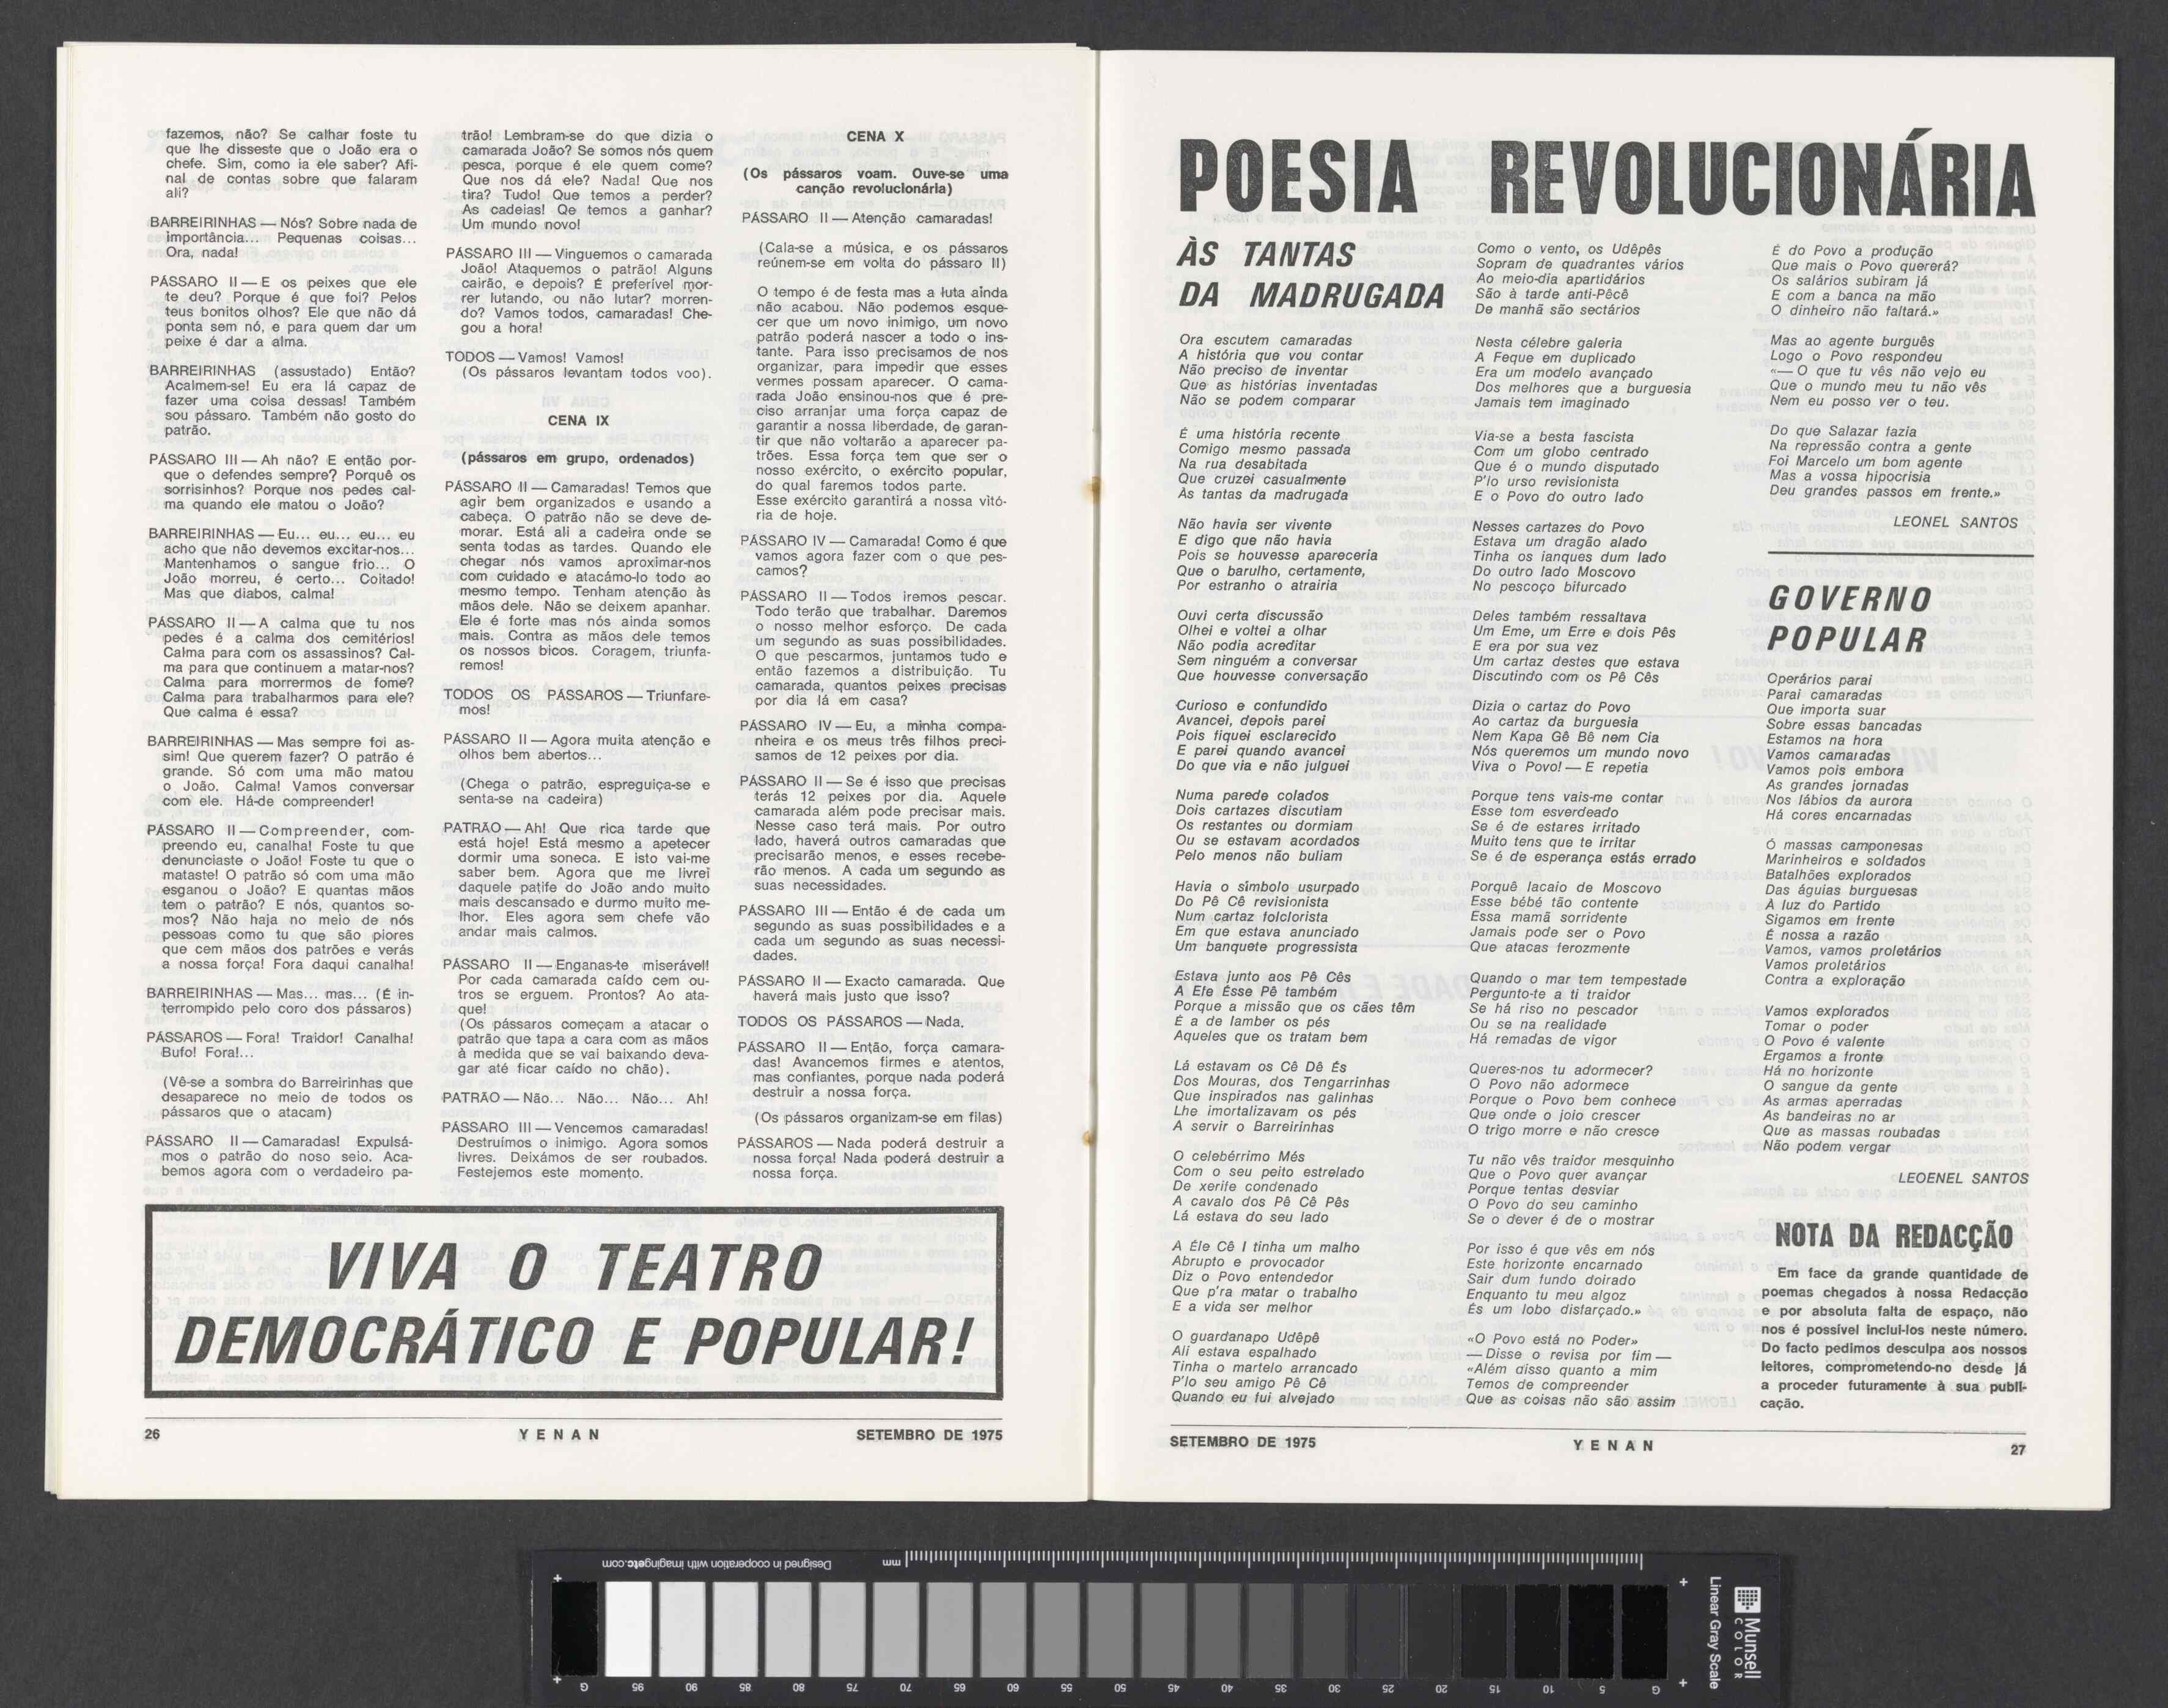 fazemos, não? Se calhar foste tu
que lhe disseste que o João era o
chefe. Sim, como ia ele saber? Afi-
nal de contas sobre que falaram
ali?
BARREIRINHAS — Nós? Sobre nada de
importância... Pequenas coisas...
Ora, nada!
PÁSSARO II — E os peixes que ele
te deu? Porque é que foi? Pelos
teus bonitos olhos? Ele que não dá
ponta sem nó, e para quem dar um
peixe é dar a alma.
BARREIRINHAS (assustado) Então?
Acalmem-se! Eu era lá capaz de
fazer uma coisa dessas! Também
sou pássaro. Também não gosto do
patrão.
PÁSSARO III — Ah não? E então por-
que o defendes sempre? Porquê os
sorrisinhos? Porque nos pedes cal-
ma quando ele matou o João?
BARREIRINHAS — Eu... eu... eu... eu
acho que não devemos excitar-nos...
Mantenhamos o sangue frio... O
João morreu, é certo... Coitado!
Mas que diabos, calma!
PÁSSARO II — A calma que tu nos
pedes é a calma dos cemitérios!
Calma para com os assassinos? Cal-
ma para que continuem a matar-nos?
Calma para morrermos de fome?
Calma para trabalharmos para ele?
Que calma é essa?
BARREIRINHAS — Mas sempre foi as-
sim! Que querem fazer? O patrão é
grande. Só com uma mão matou
o João. Calma! Vamos conversar
com ele. Há-de compreender!
PÁSSARO II — Compreender, com-
preendo eu, canalha! Foste tu que
denunciaste o João! Foste tu que o
mataste! O patrão só com uma mão
esganou o João? E quantas mãos
tem o patrão? E nós, quantos so-
mos? Não haja no meio de nós
pessoas como tu que são piores
que cem mãos dos patrões e verás
a nossa força! Fora daqui canalha!
BARREIRINHAS — Mas... mas... (É in-
terrompido pelo coro dos pássaros)
PÁSSAROS — Fora! Traidor! Canalha!
Bufo! Fora!...
(Vê-se a sombra do Barreirinhas que
desaparece no meio de todos os
pássaros que o atacam)
PÁSSARO II — Camaradas! Expulsá-
mos o patrão do noso seio. Aca-
bemos agora com o verdadeiro pa-
trão! Lembram-se do que dizia o
camarada João? Se somos nós quem
pesca, porque é ele quem come?
Que nos dá ele? Nada! Que nos
tira? Tudo! Que temos a perder?
As cadeias! Qe temos a ganhar?
Um mundo novo!
PÁSSARO III — Vinguemos o camarada
João! Ataquemos o patrão! Alguns
cairão, e depois? É preferível mor-
rer lutando, ou não lutar? morren-
do? Vamos todos, camaradas! Che-
gou a hora!
TODOS — Vamos! Vamos!
(Os pássaros levantam todos voo).
CENA IX
(pássaros em grupo, ordenados)
PÁSSARO II — Camaradas! Temos que
agir bem organizados e usando a
cabeça. O patrão não se deve de-
morar. Está ali a cadeira onde se
senta todas as tardes. Quando ele
chegar nós vamos aproximar-nos
com cuidado e atacámo-lo todo ao
mesmo tempo. Tenham atenção às
mãos dele. Não se deixem apanhar.
Ele é forte mas nós ainda somos
mais. Contra as mãos dele temos
os nossos bicos. Coragem, triunfa-
remos!
TODOS OS PÁSSAROS — Triunfare-
mos!
PÁSSARO II — Agora muita atenção e
olhos bem abertos...
(Chega o patrão, espreguiça-se e
senta-se na cadeira)
PATRÃO — Ah! Que rica tarde que
está hoje! Está mesmo a apetecer
dormir uma soneca. E isto vai-me
saber bem. Agora que me livrei
daquele patife do João ando muito
mais descansado e durmo muito me-
lhor. Eles agora sem chefe vão
andar mais calmos.
PÁSSARO II — Enganas-te miserável!
Por cada camarada caído cem ou-
tros se erguem. Prontos? Ao ata-
que!
(Os pássaros começam a atacar o
patrão que tapa a cara com as mãos
à medida que se vai baixando deva-
gar até ficar caído no chão).
PATRÃO — Não... Não... Não... Ah!
PÁSSARO III — Vencemos camaradas!
Destruímos o inimigo. Agora somos
livres. Deixámos de ser roubados.
Festejemos este momento.
CENA X
(Os pássaros voam. Ouve-se uma
canção revolucionária)
PÁSSARO II — Atenção camaradas!
(Cala-se a música, e os pássaros
reúnem-se em volta do pássaro II)
O tempo é de festa mas a luta ainda
não acabou. Não podemos esque-
cer que um novo inimigo, um novo
patrão poderá nascer a todo o ins-
tante. Para isso precisamos de nos
organizar, para impedir que esses
vermes possam aparecer. O cama-
rada João ensinou-nos que é pre-
ciso arranjar uma força capaz de
garantir a nossa liberdade, de garan-
tir que não voltarão a aparecer pa-
trões. Essa força tem que ser o
nosso exército, o exército popular,
do qual faremos todos parte.
Esse exército garantirá a nossa vitó-
ria de hoje.
PÁSSARO IV — Camarada! Como é que
vamos agora fazer com o que pes-
camos?
PÁSSARO II — Todos iremos pescar.
Todo terão que trabalhar. Daremos
o nosso melhor esforço. De cada
um segundo as suas possibilidades.
O que pescarmos, juntamos tudo e
então fazemos a distribuição. Tu
camarada, quantos peixes precisas
por dia lá em casa?
PÁSSARO IV — Eu, a minha compa-
nheira e os meus três filhos preci-
samos de 12 peixes por dia.
PÁSSARO II — Se é isso que precisas
terás 12 peixes por dia. Aquele
camarada além pode precisar mais.
Nesse caso terá mais. Por outro
lado, haverá outros camaradas que
precisarão menos, e esses recebe-
rão menos. A cada um segundo as
suas necessidades.
PÁSSARO III — Então é de cada um
segundo as suas possibilidades e a
cada um segundo as suas necessi-
dades.
PÁSSARO II — Exacto camarada. Que
haverá mais justo que isso?
TODOS OS PÁSSAROS — Nada.
PÁSSARO II — Então, força camara-
das! Avancemos firmes e atentos,
mas confiantes, porque nada poderá
destruir a nossa força.
(Os pássaros organizam-se em filas)
PÁSSAROS — Nada poderá destruir a
nossa força! Nada poderá destruir a
nossa força.
VIVA O TEATRO
DEMOCRÁTICO E POPULAR!
26 YENAN SETEMBRO DE 1975
POESIA REVOLUCIONÁRIA
ÀS TANTAS
DA MADRUGADA
Ora escutem camaradas
A história que vou contar
Não preciso de inventar
Que as histórias inventadas
Não se podem comparar
É uma história recente
Comigo mesmo passada
Na rua desabitada
Que cruzei casualmente
Às tantas da madrugada
Não havia ser vivente
E digo que não havia
Pois se houvesse apareceria
Que o barulho, certamente,
Por estranho o atrairia
Ouvi certa discussão
Olhei e voltei a olhar
Não podia acreditar
Sem ninguém a conversar
Que houvesse conversação
Curioso e confundido
Avancei, depois parei
Pois fiquei esclarecido
E parei quando avancei
Do que via e não julguei
Numa parede colados
Dois cartazes discutiam
Os restantes ou dormiam
Ou se estavam acordados
Pelo menos não buliam
Havia o símbolo usurpado
Do Pê Cê revisionista
Num cartaz folclorista
Em que estava anunciado
Um banquete progressista
Estava junto aos Pê Cês
A Efe Ésse Pê também
Porque a missão que os cães têm
É a de lamber os pés
Aqueles que os tratam bem
Lá estavam os Cê Dê És
Dos Mouras, dos Tengarrinhas
Que inspirados nas galinhas
Lhe imortalizavam os pés
A servir o Barreirinhas
O celebérrimo Més
Com o seu peito estrelado
De xerife condenado
A cavalo dos Pê Cê Pês
Lá estava do seu lado
A Éle Cê I tinha um malho
Abrupto e provocador
Diz o Povo entendedor
Que p'ra matar o trabalho
E a vida ser melhor
O guardanapo Udêpê
Ali estava espalhado
Tinha o martelo arrancado
P'lo seu amigo Pê Cê
Quando eu fui alvejado
Como o vento, os Udêpês
Sopram de quadrantes vários
Ao meio-dia apartidários
São à tarde anti-Pêcê
De manhã são sectários
Nesta célebre galeria
A Feque em duplicado
Era um modelo avançado
Dos melhores que a burguesia
Jamais tem imaginado
Via-se a besta fascista
Com um globo centrado
Que é o mundo disputado
P'lo urso revisionista
E o Povo do outro lado
Nesses cartazes do Povo
Estava um dragão alado
Tinha os ianques dum lado
Do outro lado Moscovo
No pescoço bifurcado
Deles também ressaltava
Um Eme, um Erre e dois Pês
E era por sua vez
Um cartaz destes que estava
Discutindo com os Pê Cês
Dizia o cartaz do Povo
Ao cartaz da burguesia
Nem Kapa Gê Bê nem Cia
Nós queremos um mundo novo
Viva o Povo! — E repetia
Porque tens vais-me contar
Esse tom esverdeado
Se é de estares irritado
Muito tens que te irritar
Se é de esperança estás errado
Porquê lacaio de Moscovo
Esse bébé tão contente
Essa mamã sorridente
Jamais pode ser o Povo
Que atacas ferozmente
Quando o mar tem tempestade
Pergunto-te a ti traidor
Se há riso no pescador
Ou se na realidade
Há remadas de vigor
Queres-nos tu adormecer?
O Povo não adormece
Porque o Povo bem conhece
Que onde o joio crescer
O trigo morre e não cresce
Tu não vês traidor mesquinho
Que o Povo quer avançar
Porque tentas desviar
O Povo do seu caminho
Se o dever é de o mostrar
Por isso é que vês em nós
Este horizonte encarnado
Sair dum fundo doirado
Enquanto tu meu algoz
És um lobo disfarçado.»
«O Povo está no Poder»
— Disse o revisa por fim —
«Além disso quanto a mim
Temos de compreender
Que as coisas não são assim
É do Povo a produção
Que mais o Povo quererá?
Os salários subiram já
E com a banca na mão
O dinheiro não faltará.»
Mas ao agente burguês
Logo o Povo respondeu
«— O que tu vês não vejo eu
Que o mundo meu tu não vês
Nem eu posso ver o teu.
Do que Salazar fazia
Na repressão contra a gente
Foi Marcelo um bom agente
Mas a vossa hipocrisia
Deu grandes passos em frente.»
LEONEL SANTOS
GOVERNO
POPULAR
Operários parai
Parai camaradas
Que importa suar
Sobre essas bancadas
Estamos na hora
Vamos camaradas
Vamos pois embora
As grandes jornadas
Nos lábios da aurora
Há cores encarnadas
Ó massas camponesas
Marinheiros e soldados
Batalhões explorados
Das águias burguesas
À luz do Partido
Sigamos em frente
É nossa a razão
Vamos, vamos proletários
Vamos proletários
Contra a exploração
Vamos explorados
Tomar o poder
O Povo é valente
Ergamos a fronte
Há no horizonte
O sangue da gente
As armas aperradas
As bandeiras no ar
Que as massas roubadas
Não podem vergar
LEOENEL SANTOS
NOTA DA REDACÇÃO
Em face da grande quantidade de
poemas chegados à nossa Redacção
e por absoluta falta de espaço, não
nos é possível incluí-los neste número.
Do facto pedimos desculpa aos nossos
leitores, comprometendo-no desde já
a proceder futuramente à sua publi-
cação.
SETEMBRO DE 1975 YENAN 27
Designed in cooperation with imagingetc.com
mm
G 95 90 85 80 75 70 65 60 55 50 45 40 35 30 25 20 15 10 5 G
Munsell
COLOR
Linear Gray Scale